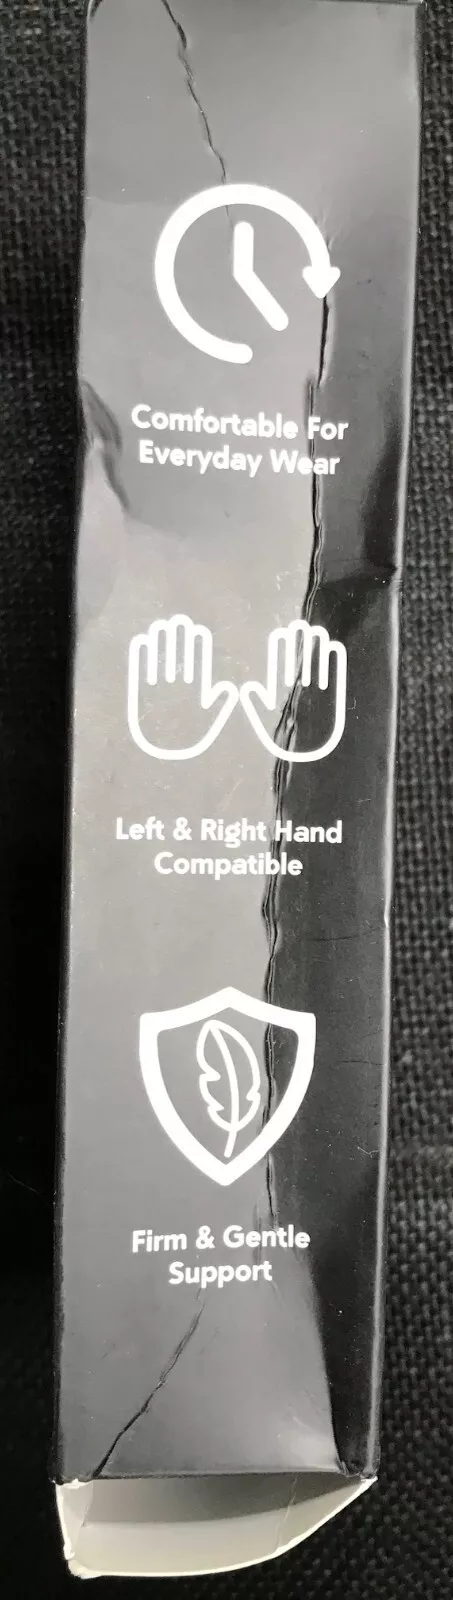 Comfortable For
Everyday Wear
Left & Right Hand
Compatible
Firm & Gentle
Support